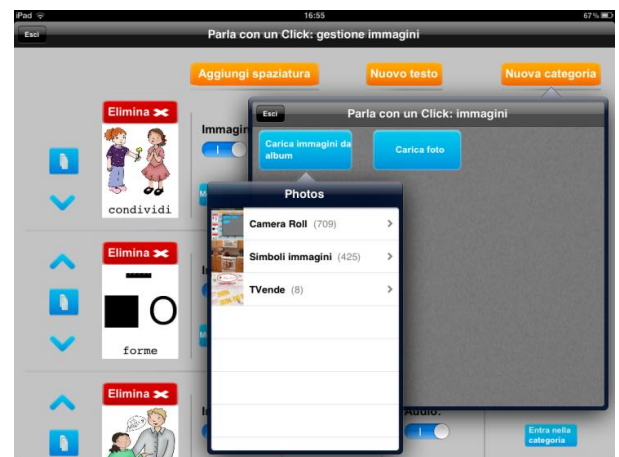 iPad 16:55 67%
Esci Parla con un Click: gestione immagini
Aggiungi spaziatura Nuovo testo Nuova categoria
Elimina
condividi
Immagin
Esci Parla con un Click: immagini
Carica immagini da
album
Carica foto
Photos
Camera Roll (709)
Simboli immagini (425)
TVende (8)
Elimina
forme
Elimina
Audio:
Entra nella
categoria